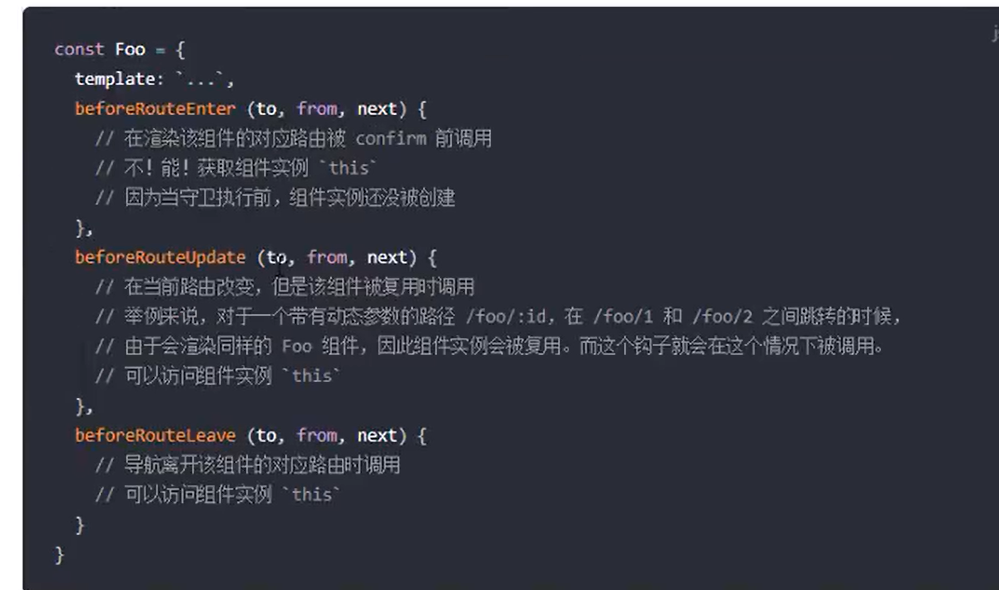 const Foo = {
  template: `...`,
  beforeRouteEnter (to, from, next) {
    // 在渲染该组件的对应路由被 confirm 前调用
    // 不！能！获取组件实例 `this`
    // 因为当守卫执行前，组件实例还没被创建
  },
  beforeRouteUpdate (to, from, next) {
    // 在当前路由改变，但是该组件被复用时调用
    // 举例来说，对于一个带有动态参数的路径 /foo/:id，在 /foo/1 和 /foo/2 之间跳转的时候，
    // 由于会渲染同样的 Foo 组件，因此组件实例会被复用。而这个钩子就会在这个情况下被调用。
    // 可以访问组件实例 `this`
  },
  beforeRouteLeave (to, from, next) {
    // 导航离开该组件的对应路由时调用
    // 可以访问组件实例 `this`
  }
}